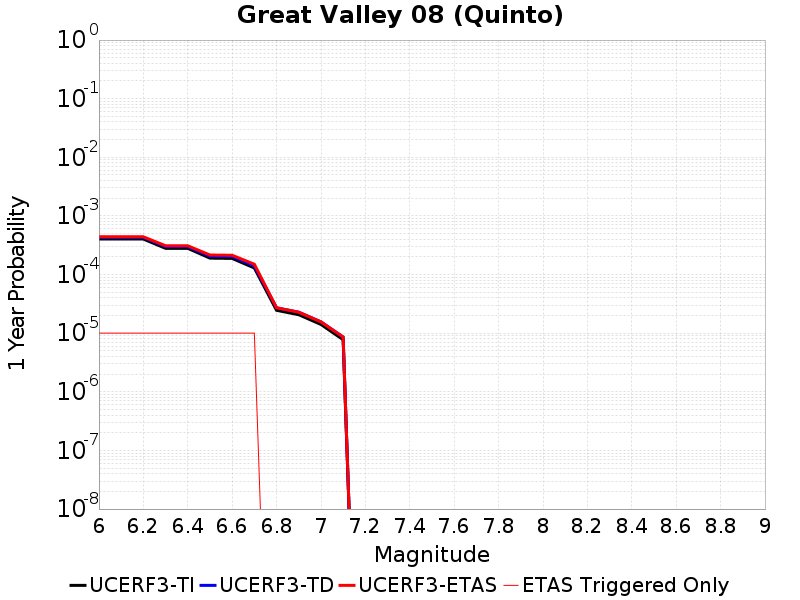 Great Valley 08 (Quinto)
1 Year Probability
10^0
10^-1
10^-2
10^-3
10^-4
10^-5
10^-6
10^-7
10^-8
6 6.2 6.4 6.6 6.8 7 7.2 7.4 7.6 7.8 8 8.2 8.4 8.6 8.8 9
Magnitude
UCERF3-TI UCERF3-TD UCERF3-ETAS ETAS Triggered Only